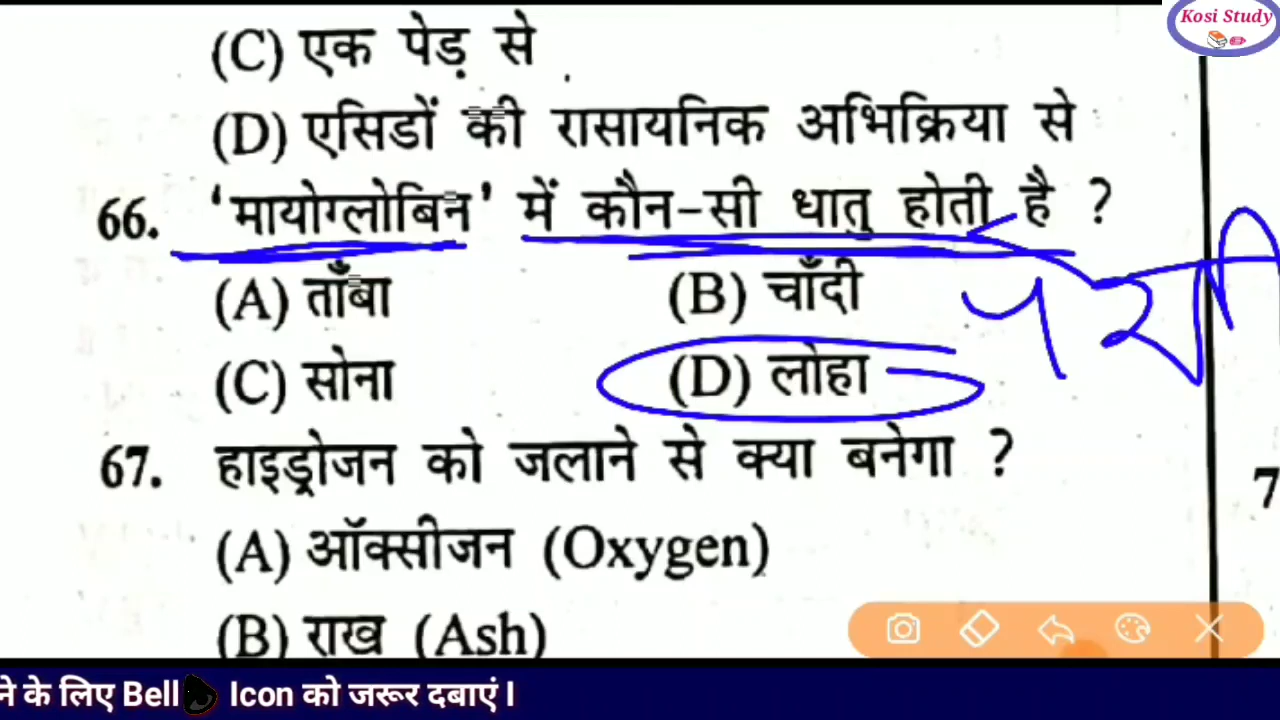 Kosi Study
(C) एक पेड़ से
(D) एसिडों की रासायनिक अभिक्रिया से
66. ‘मायोग्लोबिन’ में कौन-सी धातु होती है ?
(A) ताँबा (B) चाँदी
(C) सोना (D) लोहा
67. हाइड्रोजन को जलाने से क्या बनेगा ?
7
(A) ऑक्सीजन (Oxygen)
(B) राख (Ash)
ने के लिए Bell Icon को जरूर दबाएं I